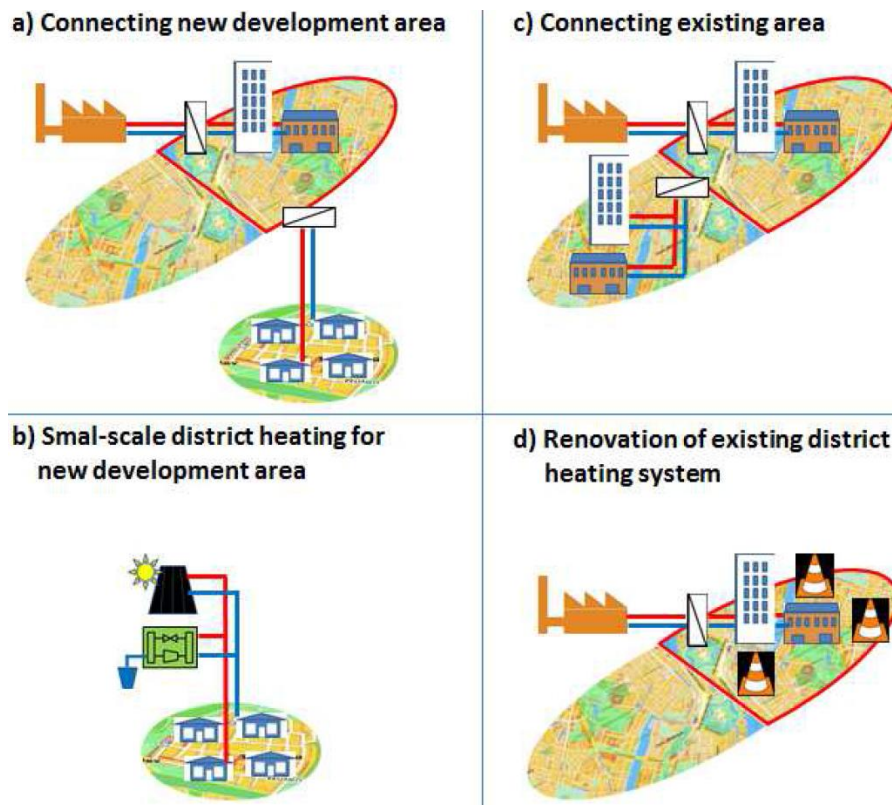 a) Connecting new development area
c) Connecting existing area
b) Smal-scale district heating for
new development area
d) Renovation of existing district
heating system